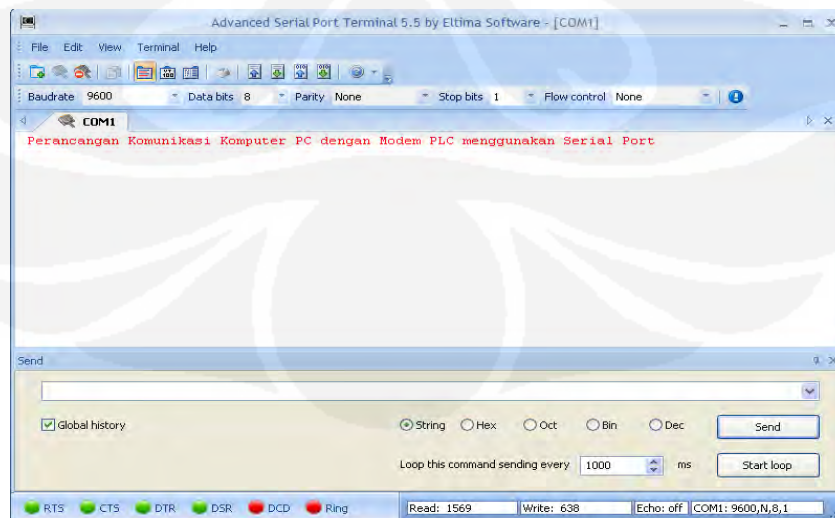 Advanced Serial Port Terminal 5.5 by Eltima Software - [COM1]
File Edit View Terminal Help
Baudrate 9600 Data bits 8 Parity None Stop bits 1 Flow control None
COM1
Perancangan Komunikasi Komputer PC dengan Modem PLC menggunakan Serial Port
Send
Global history String Hex Oct Bin Dec Send
Loop this command sending every 1000 ms Start loop
RTS CTS DTR DSR DCD Ring Read: 1569 Write: 638 Echo: off COM1: 9600,N,8,1